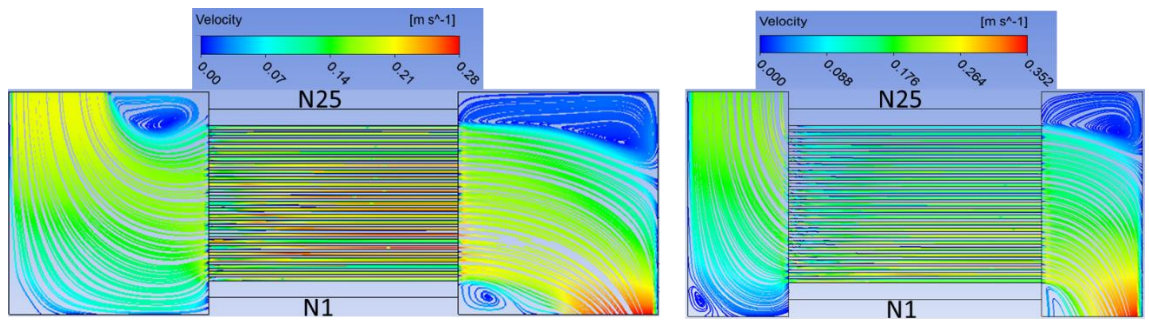 Velocity [m s^-1]
0.00 0.07 0.14 0.21 0.28
N25
N1
Velocity [m s^-1]
0.000 0.088 0.176 0.264 0.352
N25
N1